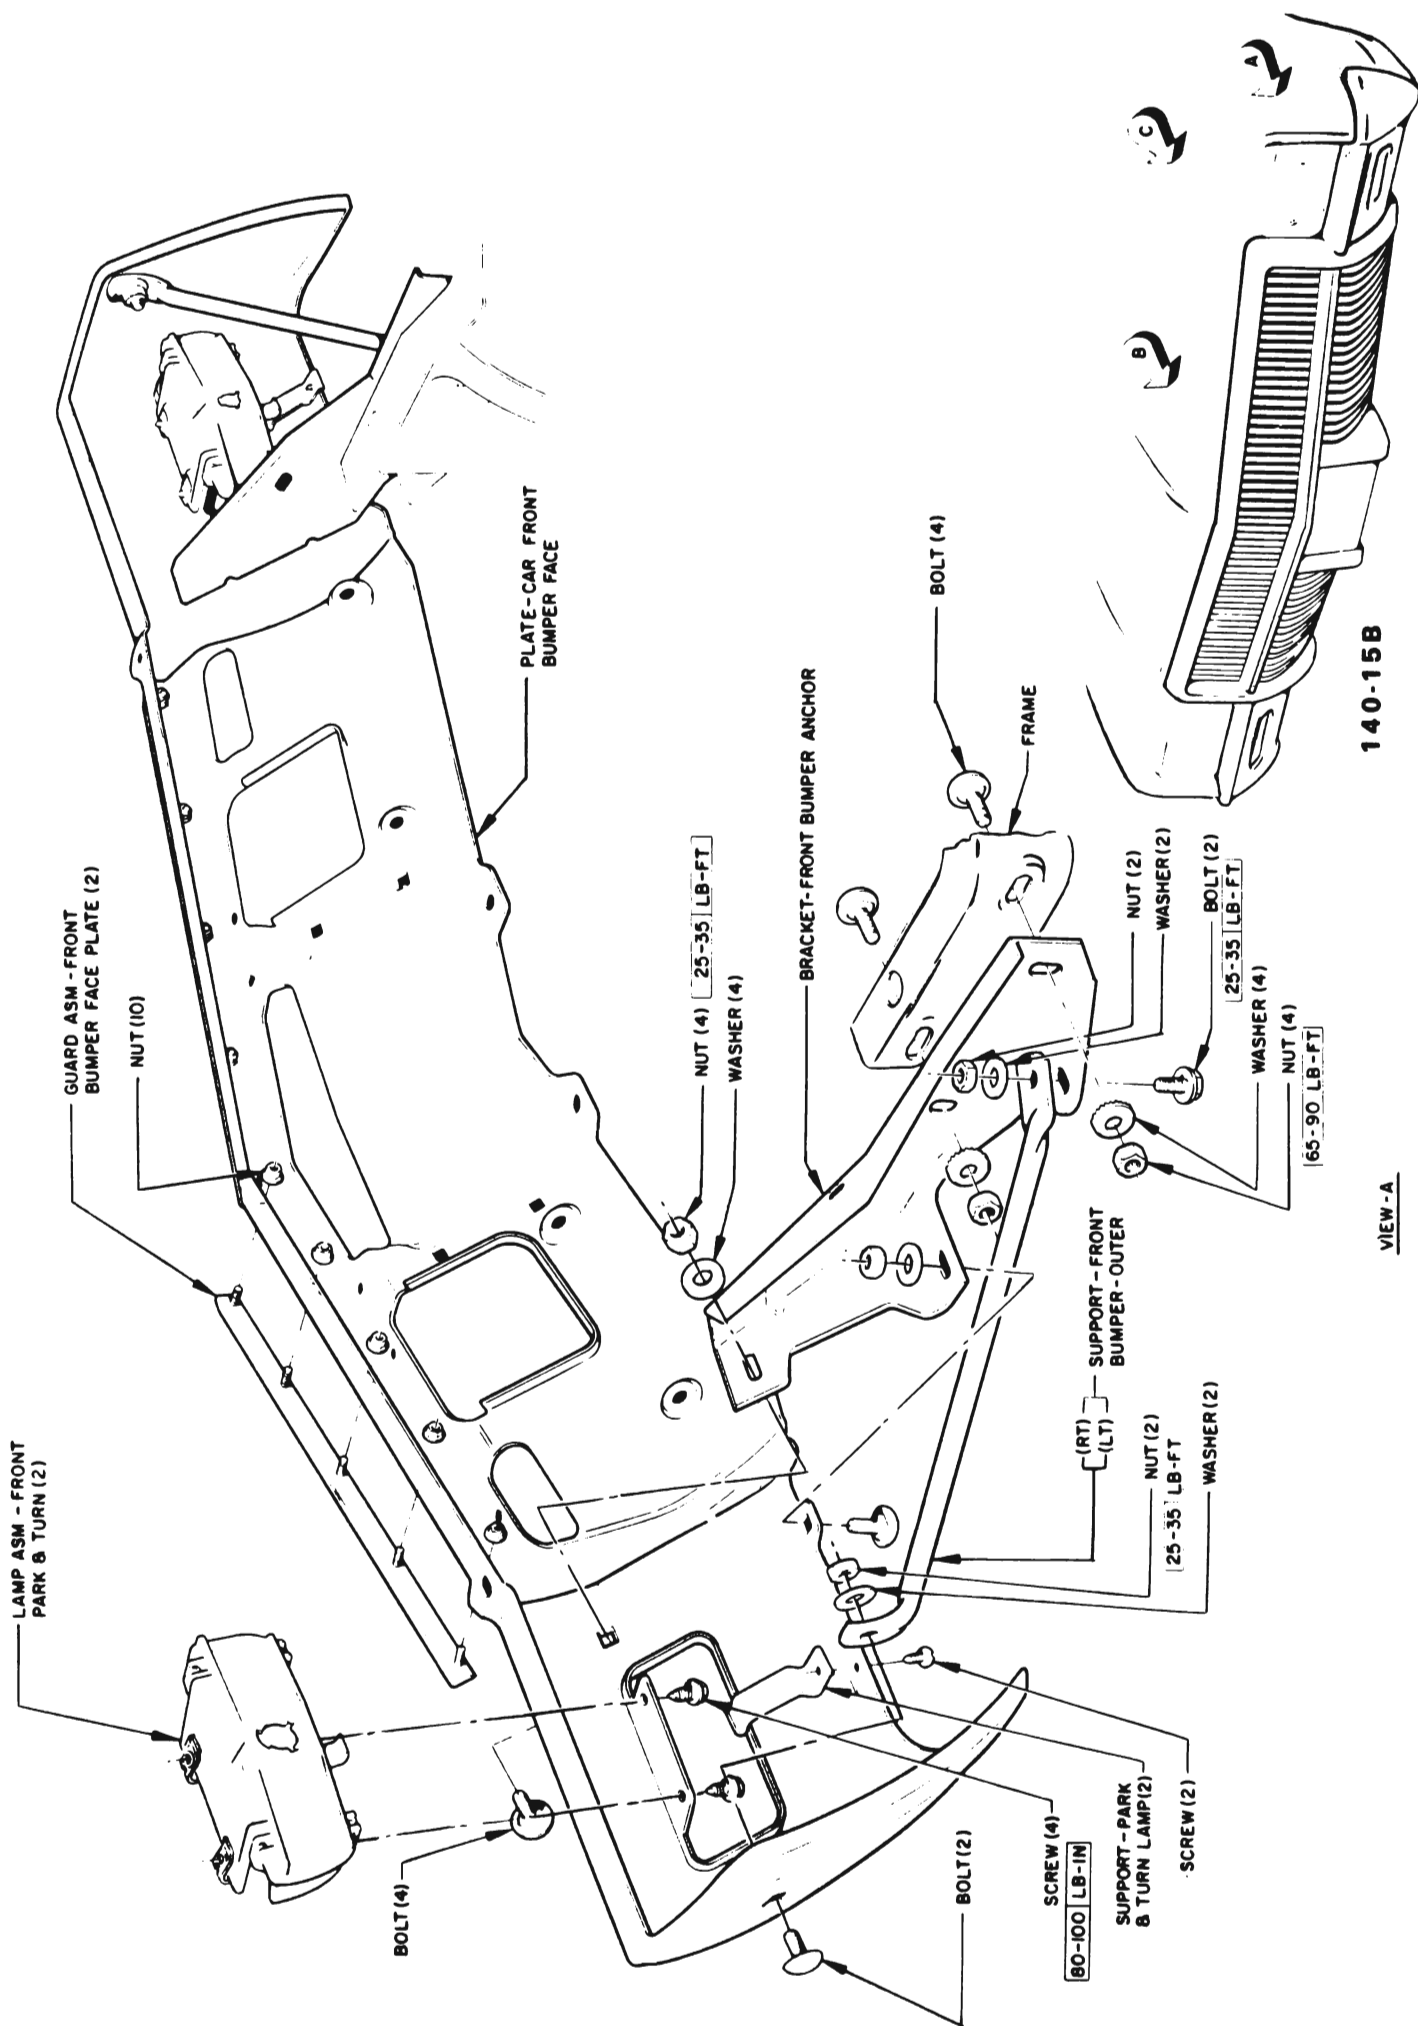 LAMP ASM - FRONT
PARK & TURN (2)
GUARD ASM - FRONT
BUMPER FACE PLATE (2)
NUT (10)
PLATE - CAR FRONT
BUMPER FACE
BOLT (4)
NUT (4) 25-35 LB-FT
WASHER (4)
BRACKET-FRONT BUMPER ANCHOR
BOLT (4)
FRAME
NUT (2)
WASHER (2)
BOLT (2)
25-35 LB-FT
WASHER (4)
NUT (4)
65-90 LB-FT
(RT)
(LT)
SUPPORT - FRONT
BUMPER - OUTER
NUT (2)
25-35 LB-FT
WASHER (2)
BOLT (2)
SCREW (4)
80-100 LB-IN
SUPPORT - PARK
& TURN LAMP (2)
SCREW (2)
VIEW - A
B
C
A
140-15B